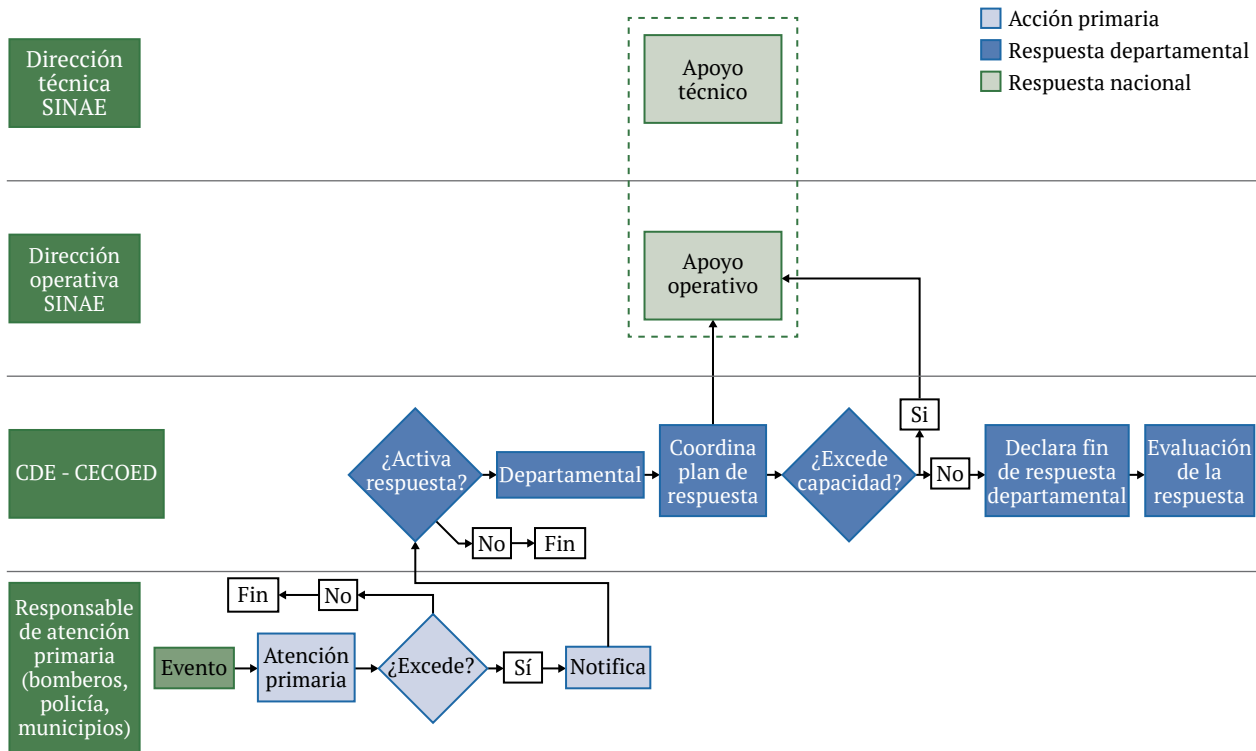 Acción primaria
Respuesta departamental
Respuesta nacional
Dirección
técnica
SINAE
Apoyo
técnico
Dirección
operativa
SINAE
Apoyo
operativo
CDE - CECOED
¿Activa
respuesta?
Departamental
Coordina
plan de
respuesta
¿Excede
capacidad?
Si
No
Declara fin
de respuesta
departamental
Evaluación
de la
respuesta
No
Fin
Responsable
de atención
primaria
(bomberos,
policía,
municipios)
Fin
No
Evento
Atención
primaria
¿Excede?
Sí
Notifica